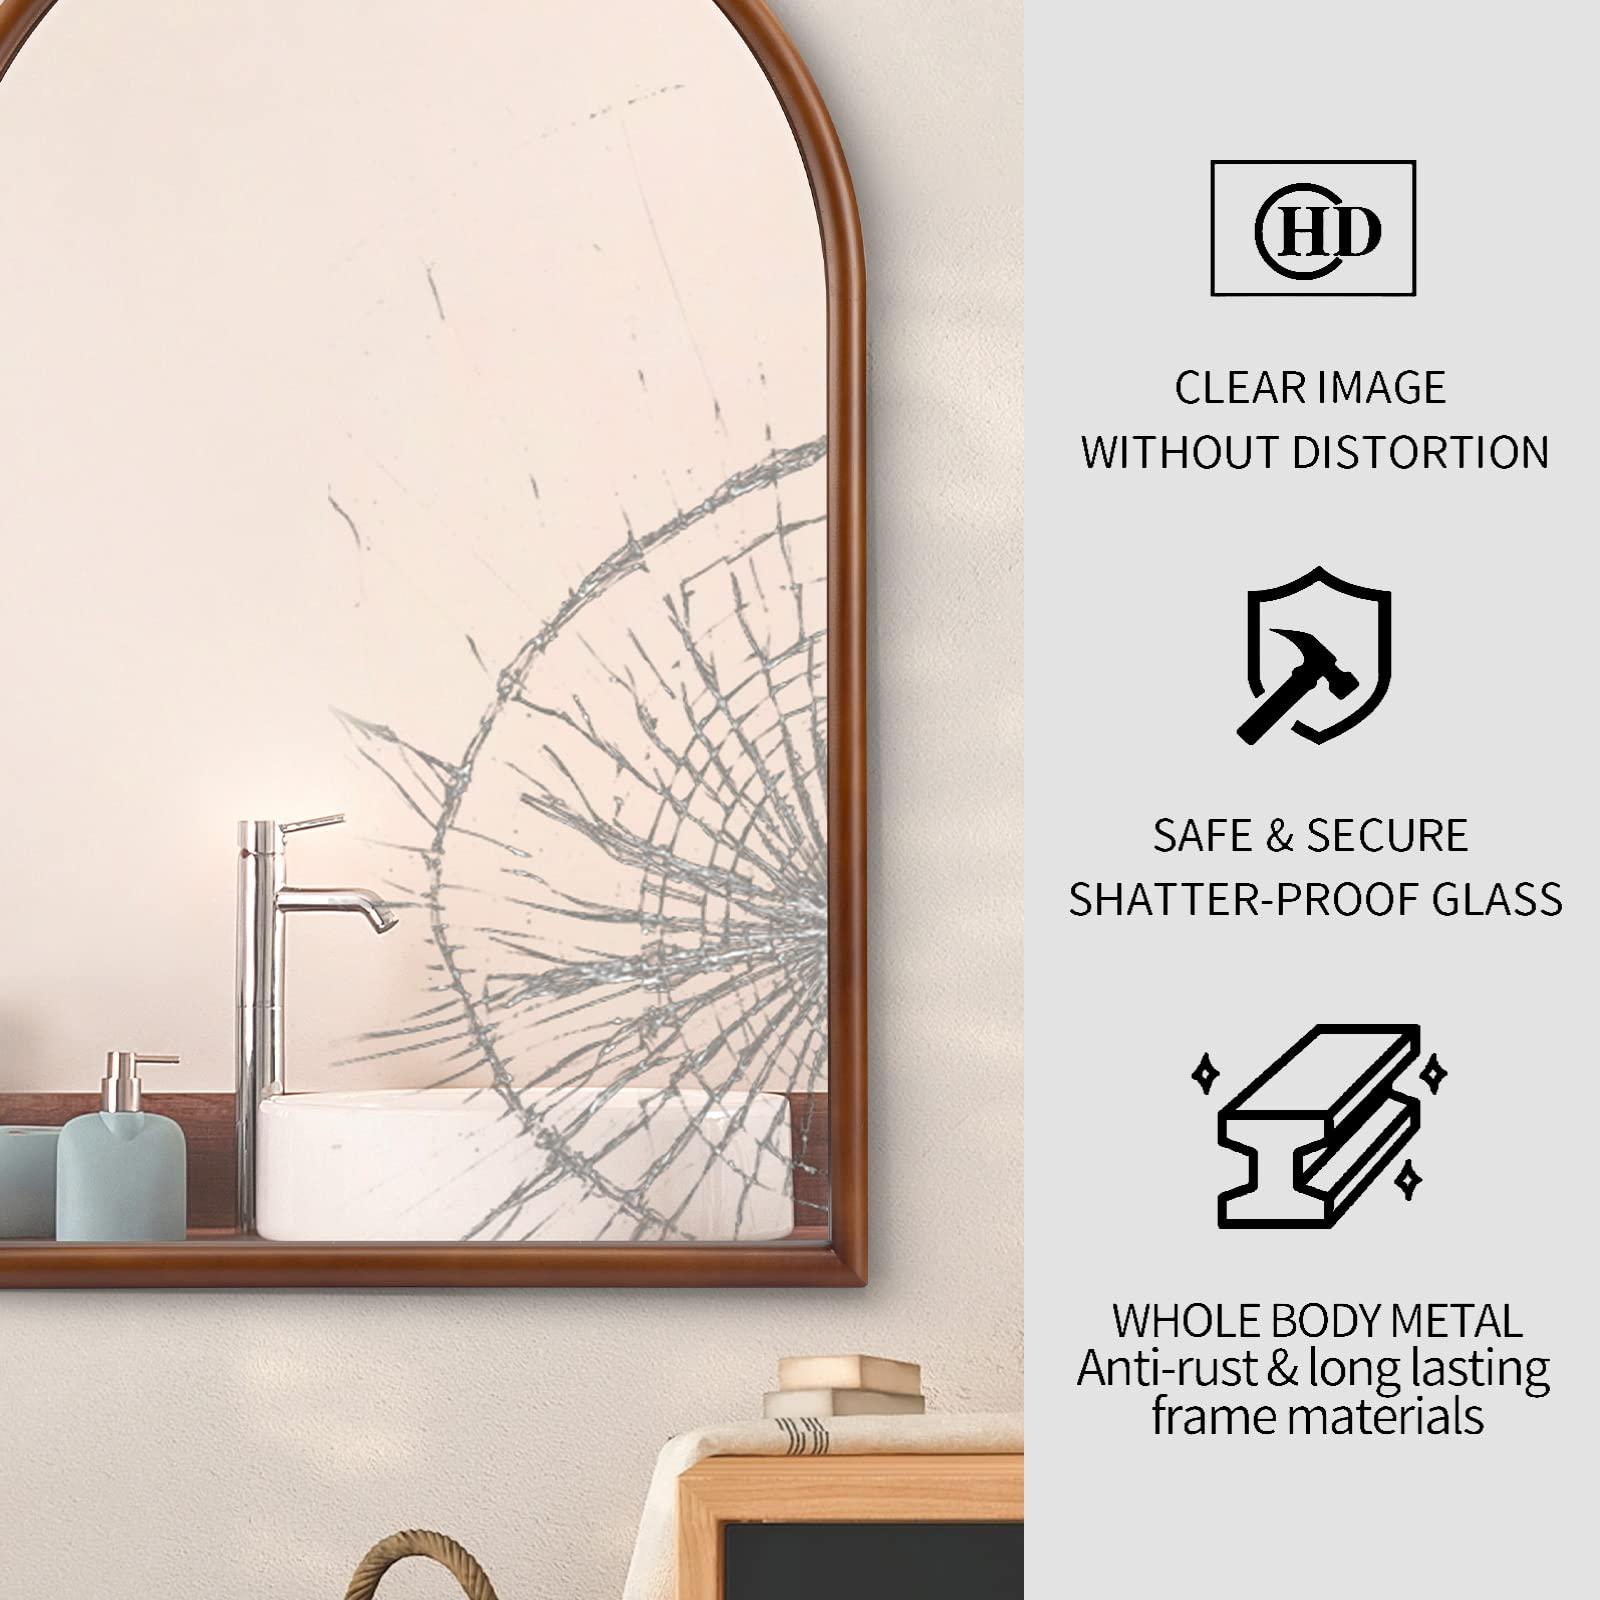 HD
CLEAR IMAGE
WITHOUT DISTORTION
SAFE & SECURE
SHATTER-PROOF GLASS
WHOLE BODY METAL
Anti-rust & long lasting
frame materials